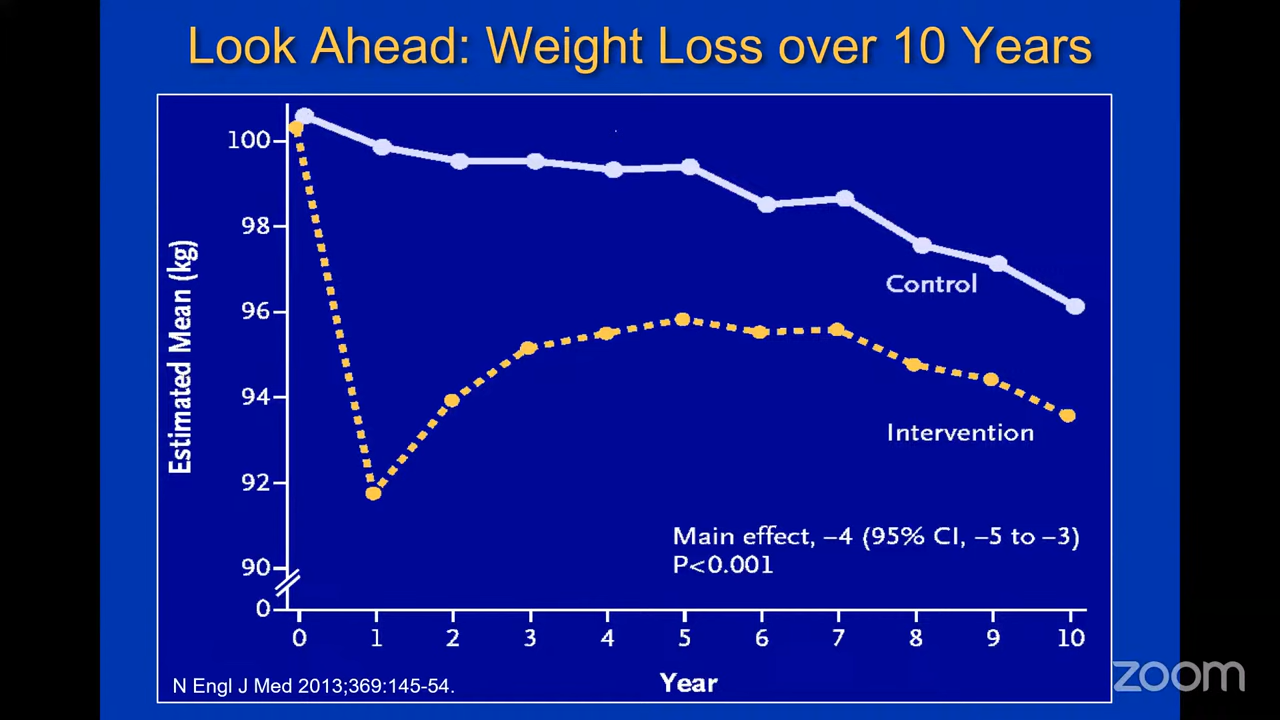 Look Ahead: Weight Loss over 10 Years
Estimated Mean (kg)
100
98
96
94
92
90
0
Control
Intervention
Main effect, –4 (95% CI, –5 to –3)
P<0.001
0 1 2 3 4 5 6 7 8 9 10
Year
N Engl J Med 2013;369:145-54.
zoom